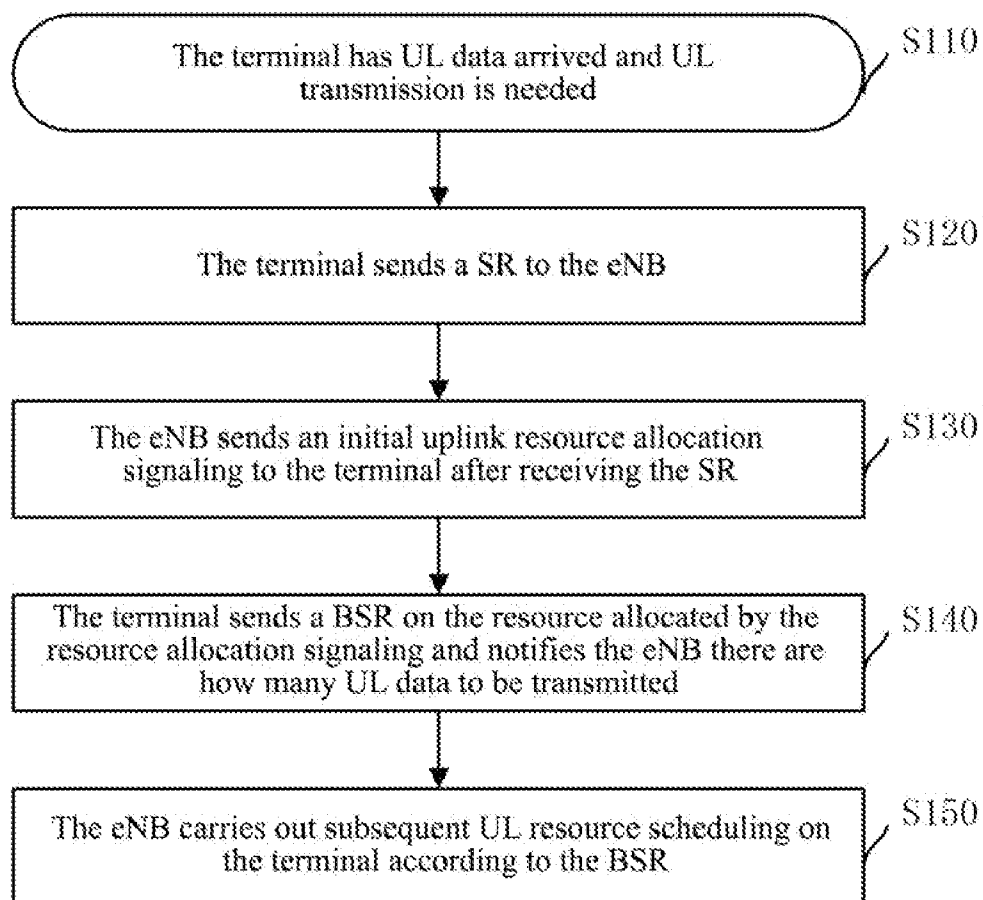 The terminal has UL data arrived and UL
transmission is needed
S110
The terminal sends a SR to the eNB
S120
The eNB sends an initial uplink resource allocation
signaling to the terminal after receiving the SR
S130
The terminal sends a BSR on the resource allocated by the
resource allocation signaling and notifies the eNB there are
how many UL data to be transmitted
S140
The eNB carries out subsequent UL resource scheduling on
the terminal according to the BSR
S150